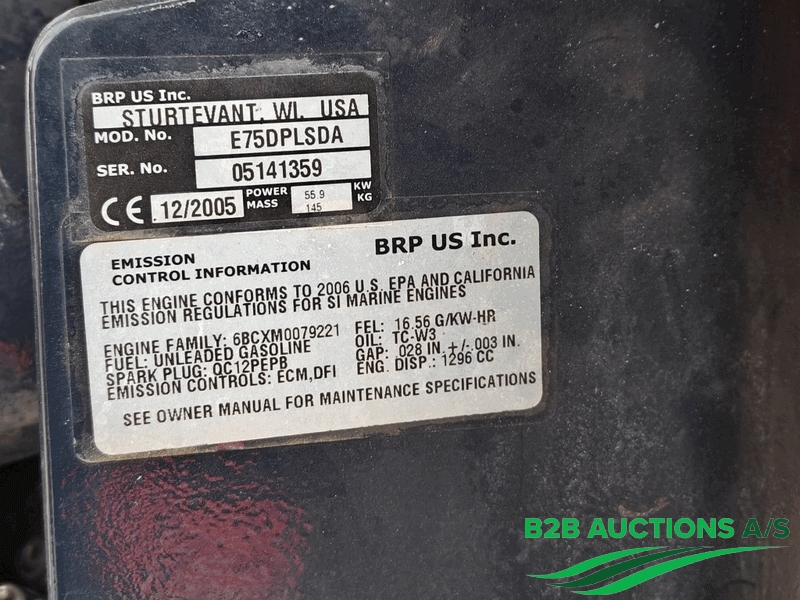 BRP US Inc.
STURTEVANT, WI, USA
MOD. No. E75DPLSDA
SER. No. 05141359
CE 12/2005 POWER 55.9 KW
MASS 145 KG
EMISSION BRP US Inc.
CONTROL INFORMATION
THIS ENGINE CONFORMS TO 2006 U.S. EPA AND CALIFORNIA
EMISSION REGULATIONS FOR SI MARINE ENGINES
ENGINE FAMILY: 6BCXM0079221 FEL: 16.56 G/KW-HR
FUEL: UNLEADED GASOLINE OIL: TC-W3
SPARK PLUG: QC12PEPB GAP: .028 IN. +/-.003 IN.
EMISSION CONTROLS: ECM,DFI ENG. DISP.: 1296 CC
SEE OWNER MANUAL FOR MAINTENANCE SPECIFICATIONS
B2B AUCTIONS A/S